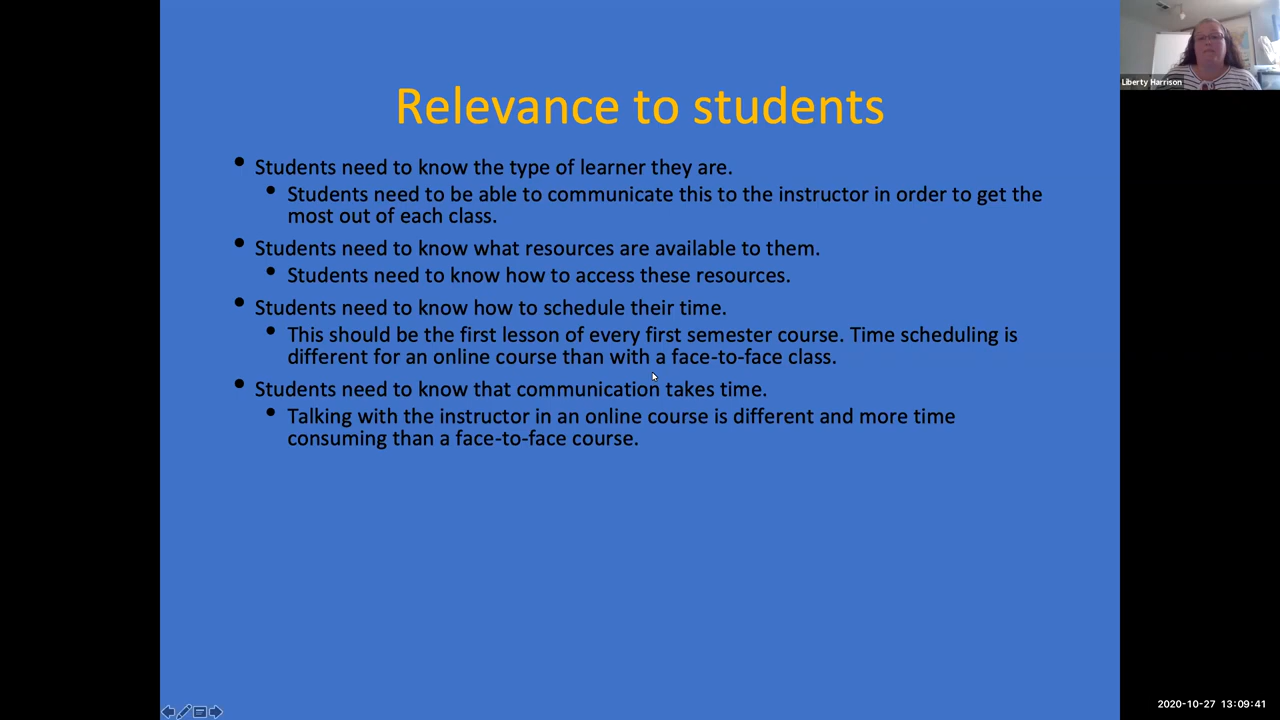 Relevance to students
Liberty Harrison
• Students need to know the type of learner they are.
• Students need to be able to communicate this to the instructor in order to get the
most out of each class.
• Students need to know what resources are available to them.
• Students need to know how to access these resources.
• Students need to know how to schedule their time.
• This should be the first lesson of every first semester course. Time scheduling is
different for an online course than with a face-to-face class.
• Students need to know that communication takes time.
• Talking with the instructor in an online course is different and more time
consuming than a face-to-face course.
2020-10-27 13:09:41